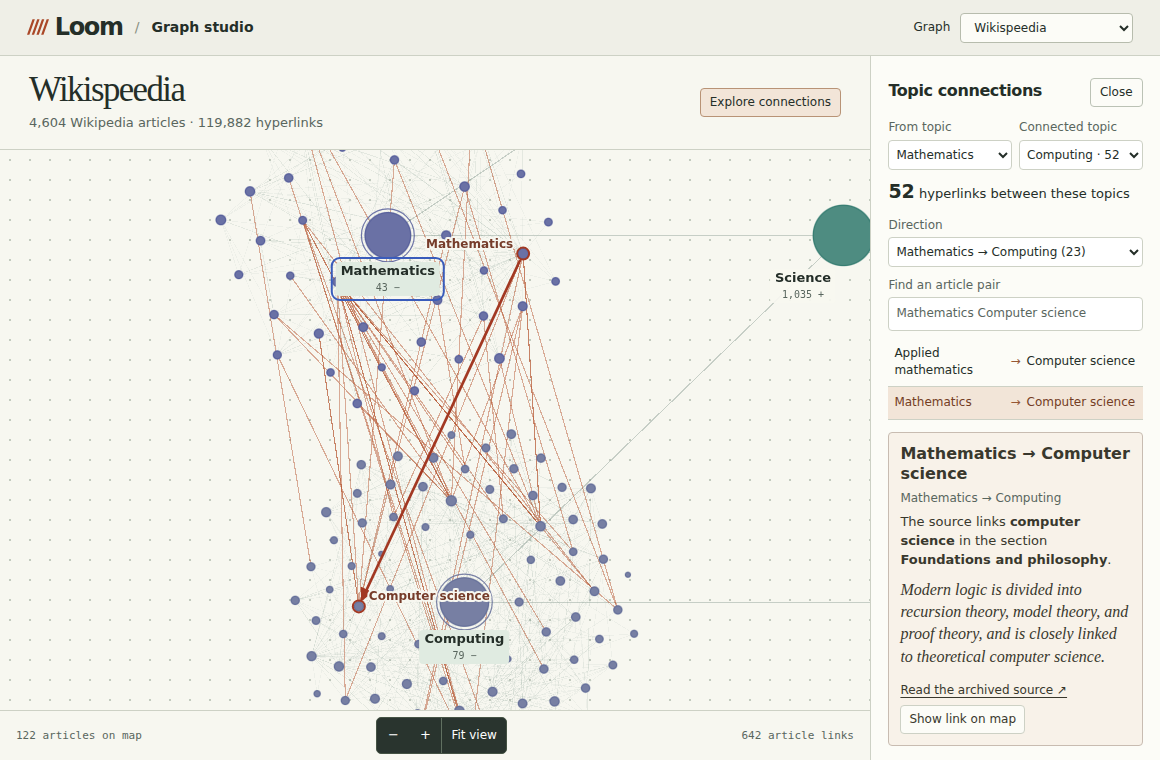 Loom / Graph studio
Graph Wikispeedia
Wikispeedia
4,604 Wikipedia articles · 119,882 hyperlinks
Explore connections
Mathematics
Mathematics
43 −
Science
1,035 +
Computer science
Computing
79 −
122 articles on map
− + Fit view
642 article links
Topic connections
Close
From topic
Connected topic
Mathematics
Computing · 52
52 hyperlinks between these topics
Direction
Mathematics → Computing (23)
Find an article pair
Mathematics Computer science
Applied
mathematics → Computer science
Mathematics → Computer science
Mathematics → Computer
science
Mathematics → Computing
The source links computer
science in the section
Foundations and philosophy.
Modern logic is divided into
recursion theory, model theory, and
proof theory, and is closely linked
to theoretical computer science.
Read the archived source ↗
Show link on map